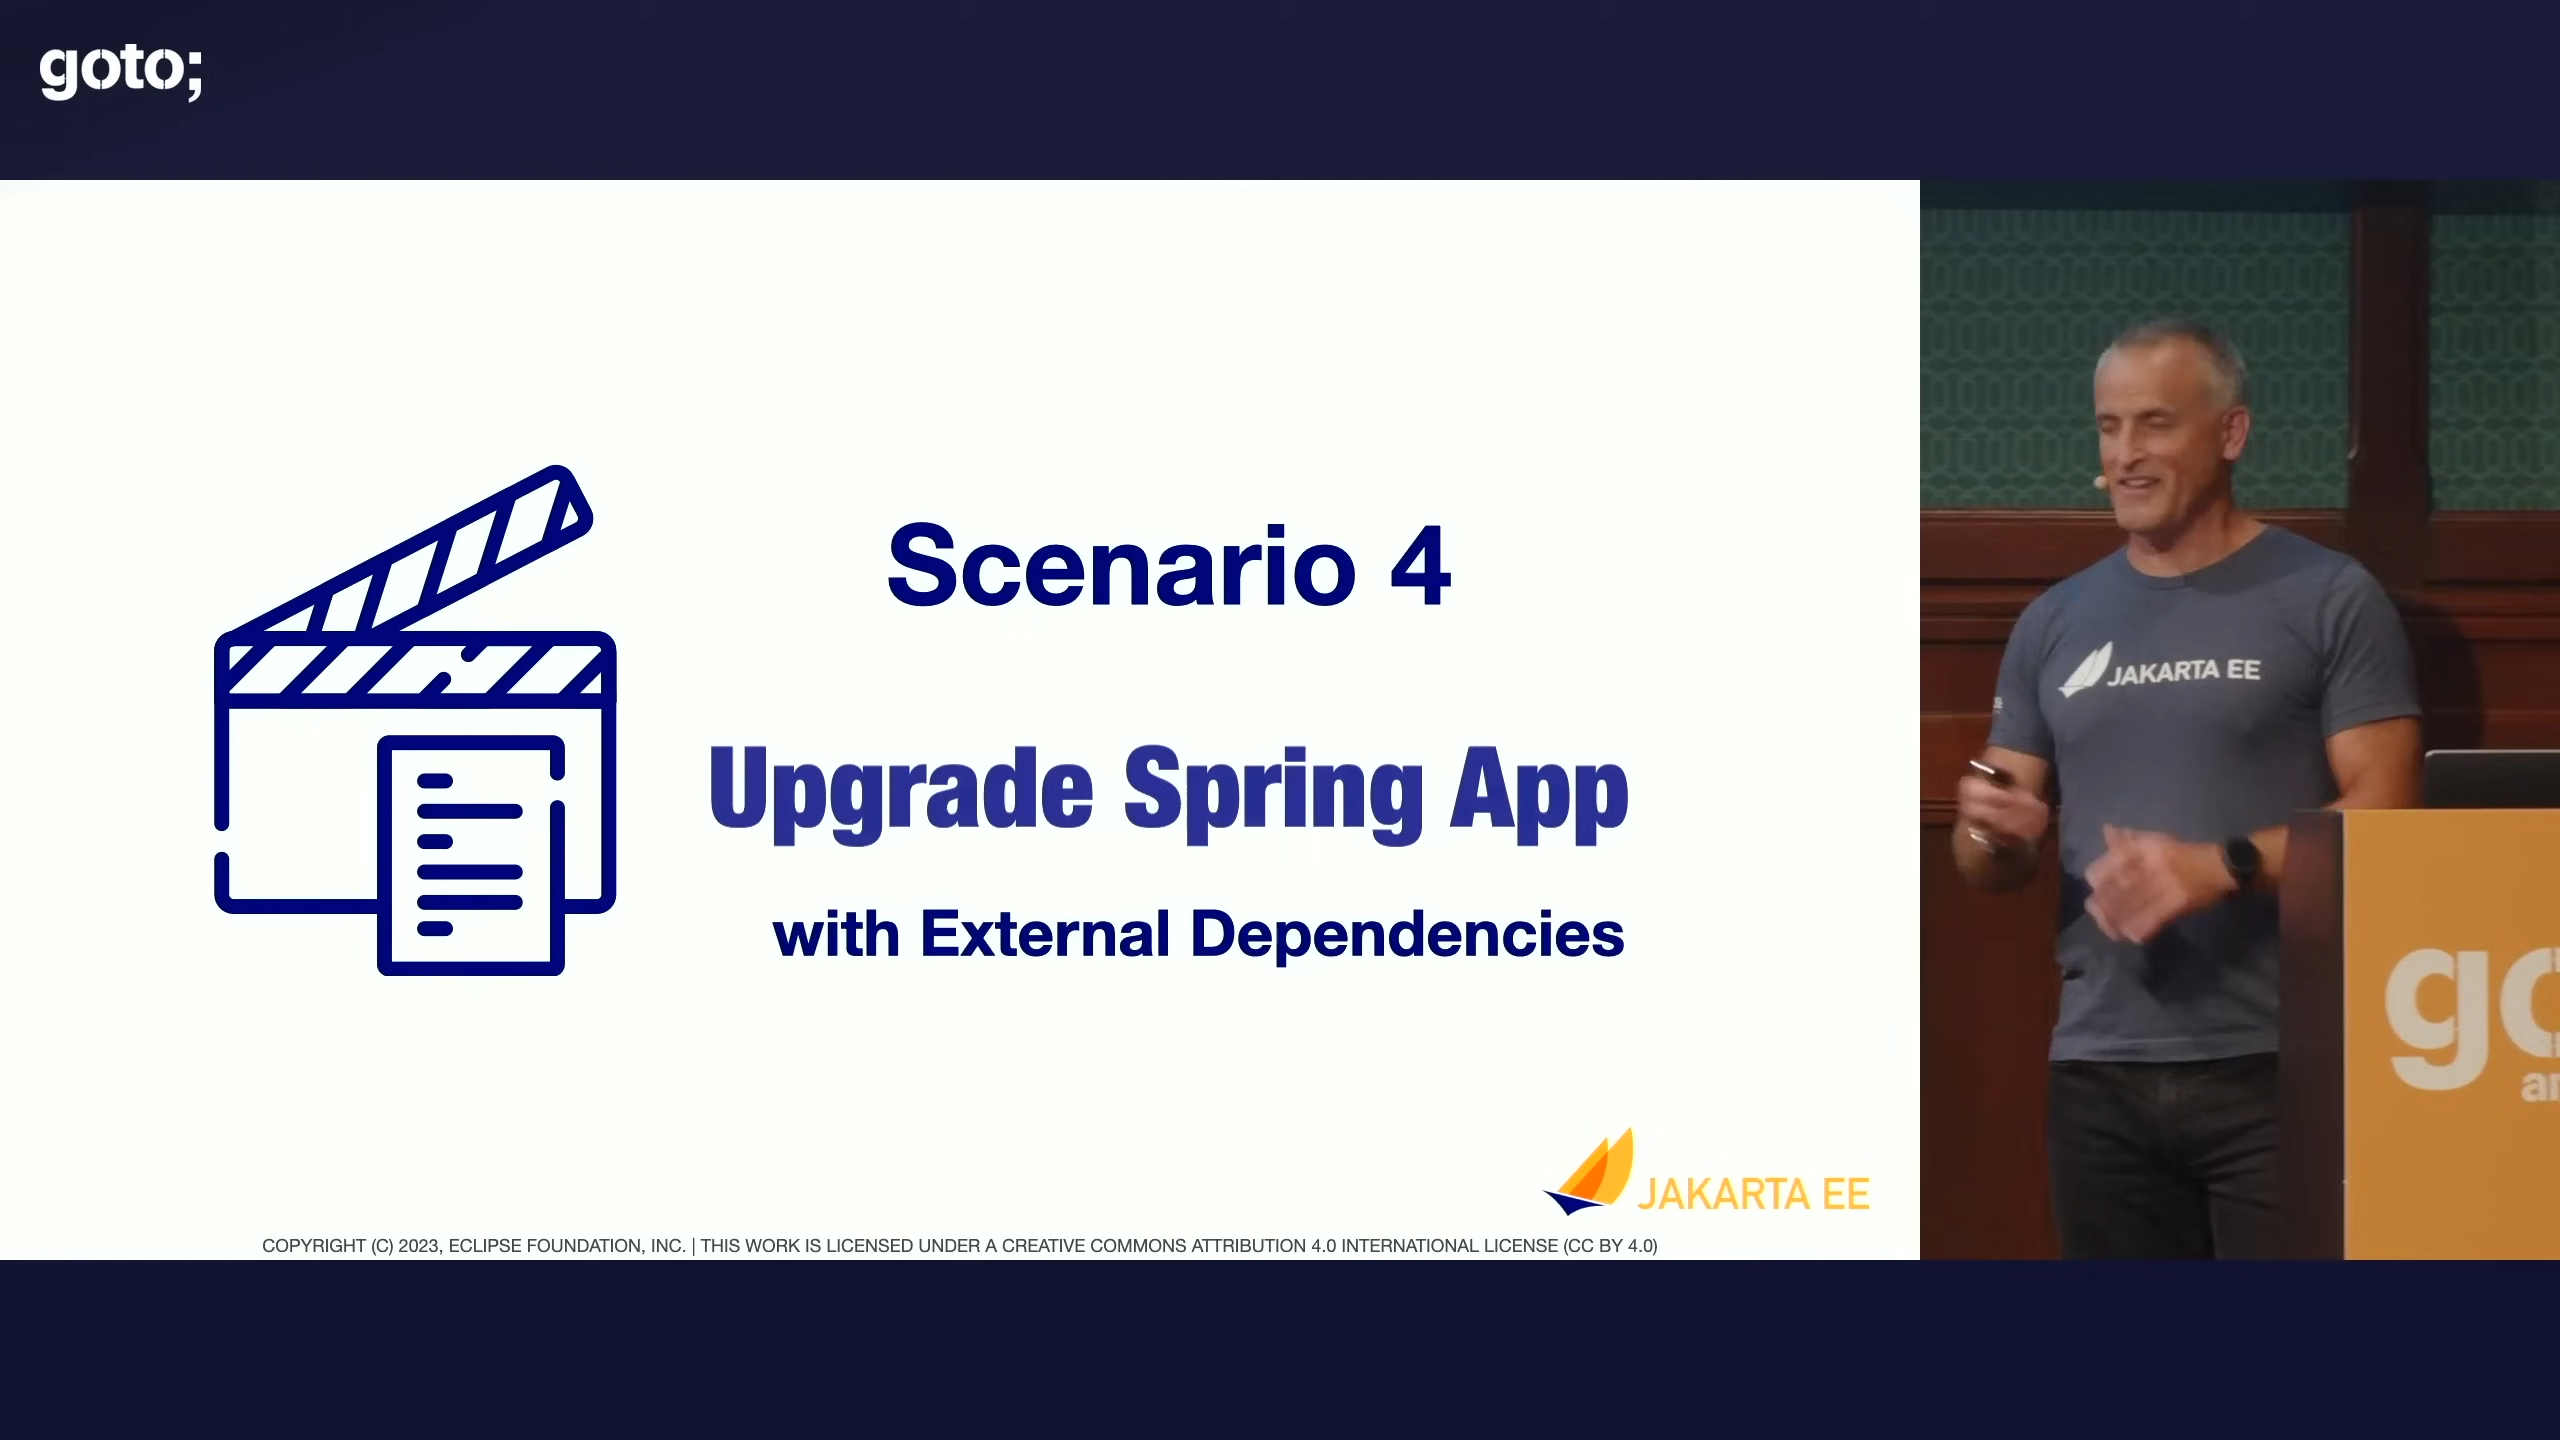 goto;
Scenario 4
Upgrade Spring App
with External Dependencies
JAKARTA EE
COPYRIGHT (C) 2023, ECLIPSE FOUNDATION, INC. | THIS WORK IS LICENSED UNDER A CREATIVE COMMONS ATTRIBUTION 4.0 INTERNATIONAL LICENSE (CC BY 4.0)
JAKARTA EE